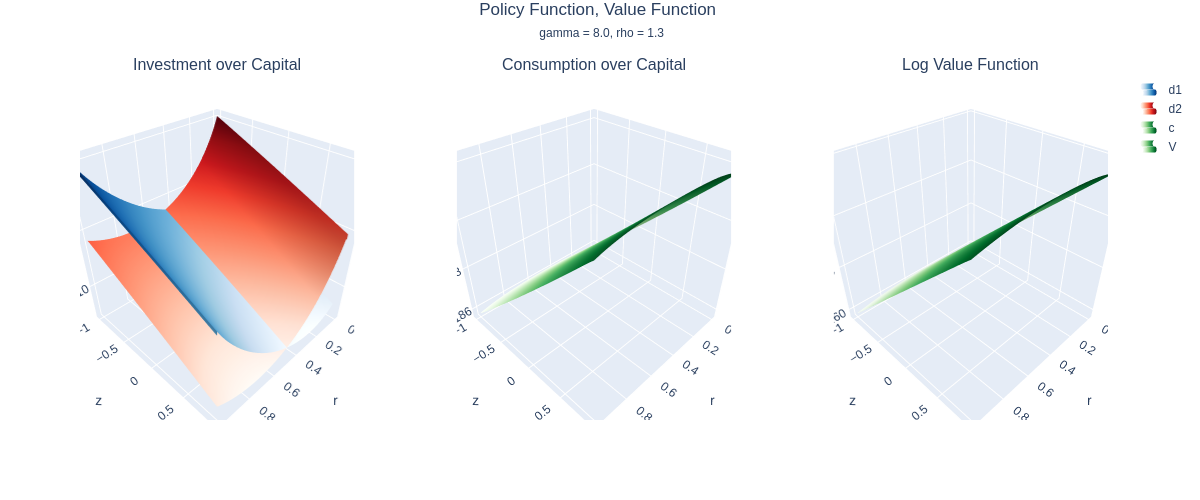 Policy Function, Value Function
gamma = 8.0, rho = 1.3
Investment over Capital
Consumption over Capital
Log Value Function
d1
d2
c
V
−1
−0.5
0
0.5
z
0
0.2
0.4
0.6
0.8
r
−1
−0.5
0
0.5
z
0
0.2
0.4
0.6
0.8
r
−1
−0.5
0
0.5
z
0
0.2
0.4
0.6
0.8
r